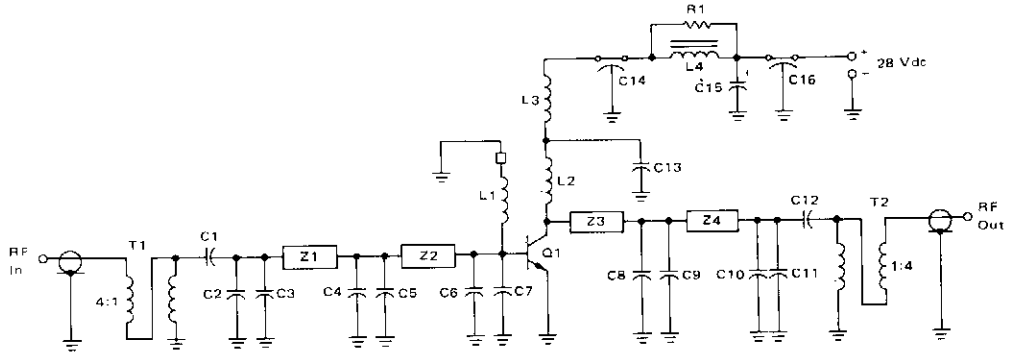 R1
L4
C14
C15
C16
+
28 Vdc
−
L3
C13
L2
L1
C12
T2
RF
Out
Z3
Z4
RF
In
T1
C1
Z1
Z2
Q1
4:1
C2
C3
C4
C5
C6
C7
C8
C9
C10
C11
1:4